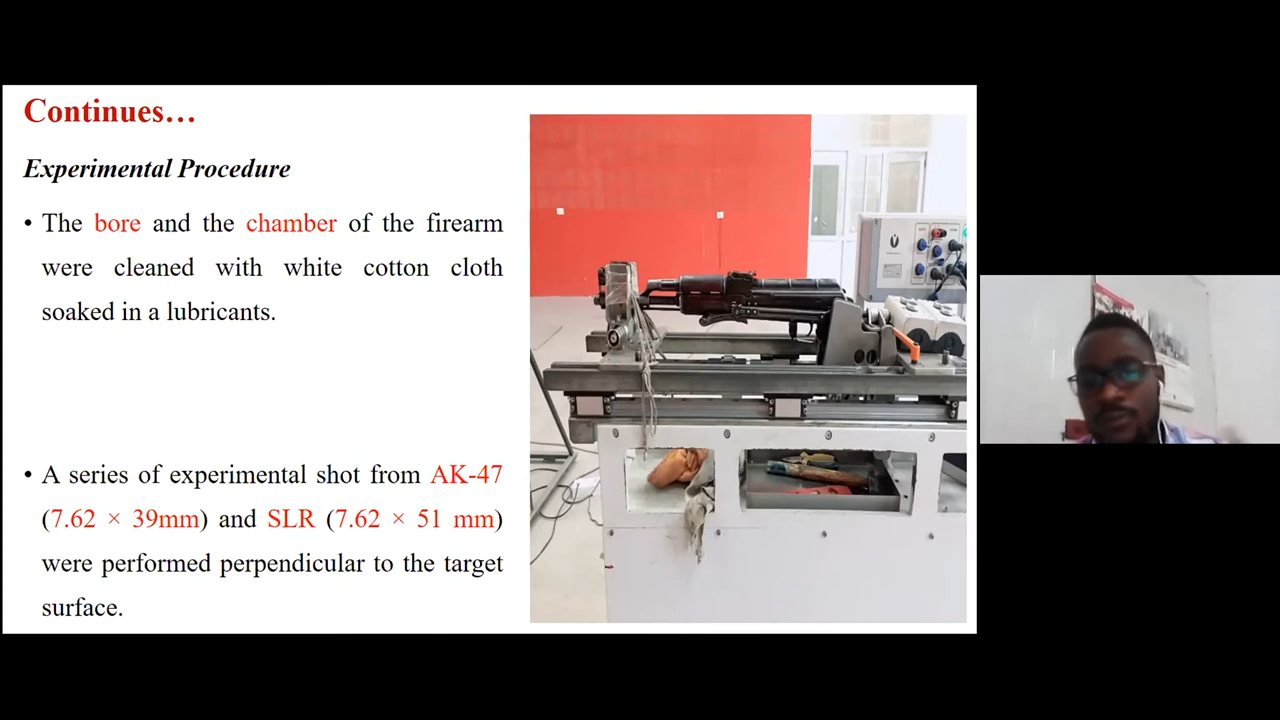 Continues…
Experimental Procedure
• The bore and the chamber of the firearm
were cleaned with white cotton cloth
soaked in a lubricants.
• A series of experimental shot from AK-47
(7.62 × 39mm) and SLR (7.62 × 51 mm)
were performed perpendicular to the target
surface.